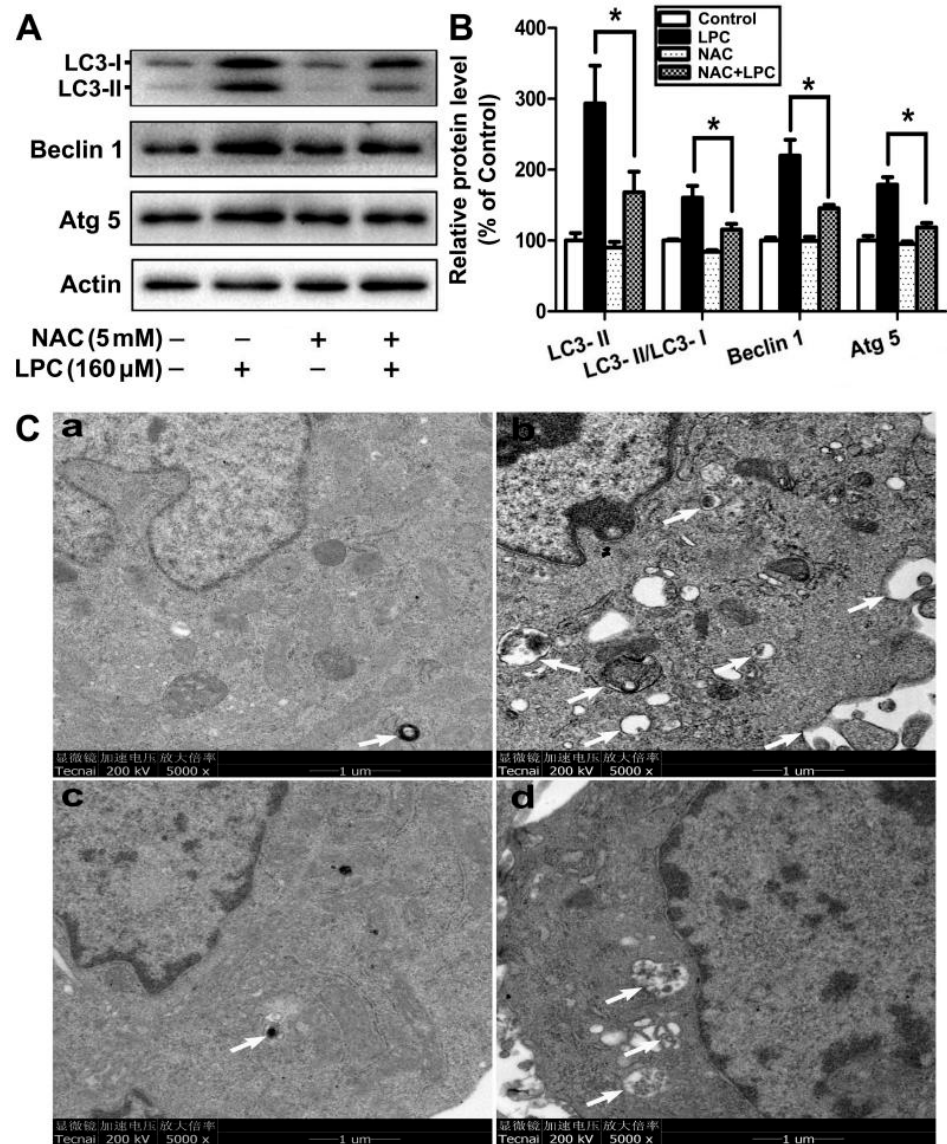 A
LC3-I
LC3-II
Beclin 1
Atg 5
Actin
NAC (5 mM) – – + +
LPC (160 μM) – + – +
B
Relative protein level
(% of Control)
400
300
200
100
0
Control
LPC
NAC
NAC+LPC
* * * *
LC3- II
LC3- II/LC3- I
Beclin 1
Atg 5
C
a
显微镜 加速电压 放大倍率
Tecnai 200 kV 5000 x 1 um
b
显微镜 加速电压 放大倍率
Tecnai 200 kV 5000 x 1 um
c
显微镜 加速电压 放大倍率
Tecnai 200 kV 5000 x 1 um
d
显微镜 加速电压 放大倍率
Tecnai 200 kV 5000 x 1 um